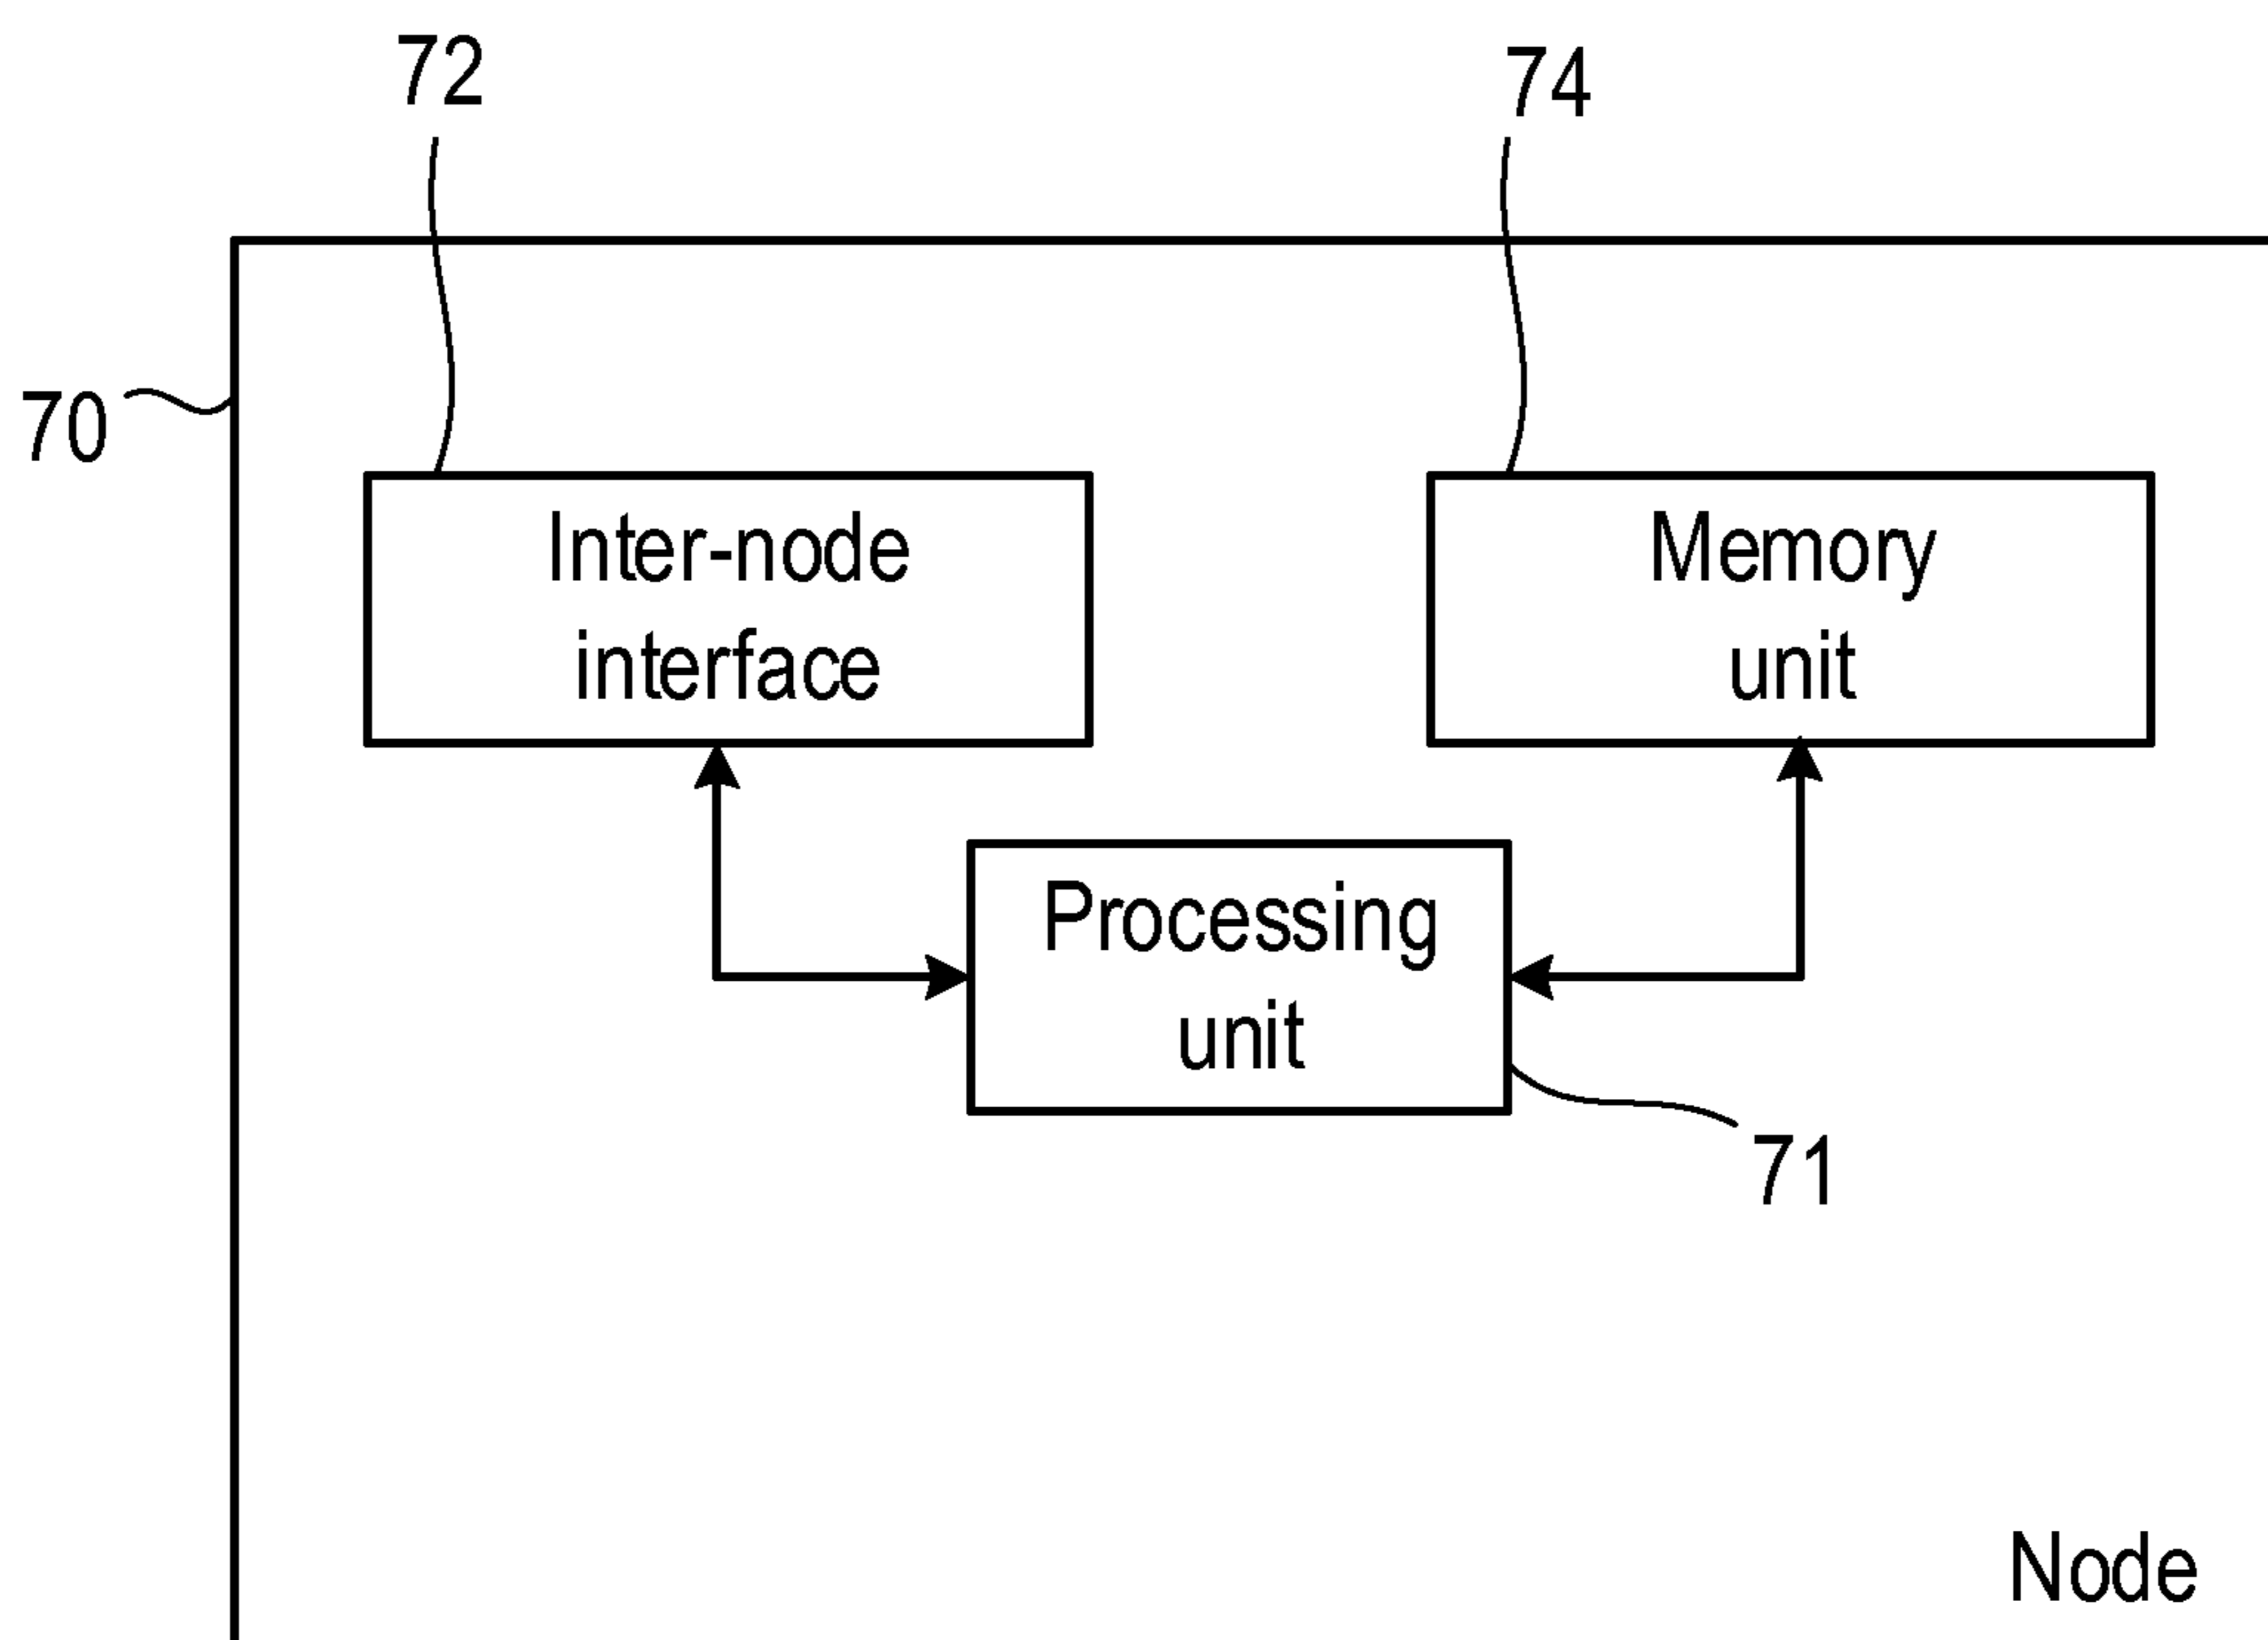 72
74
70
Inter-node
interface
Memory
unit
Processing
unit
71
Node